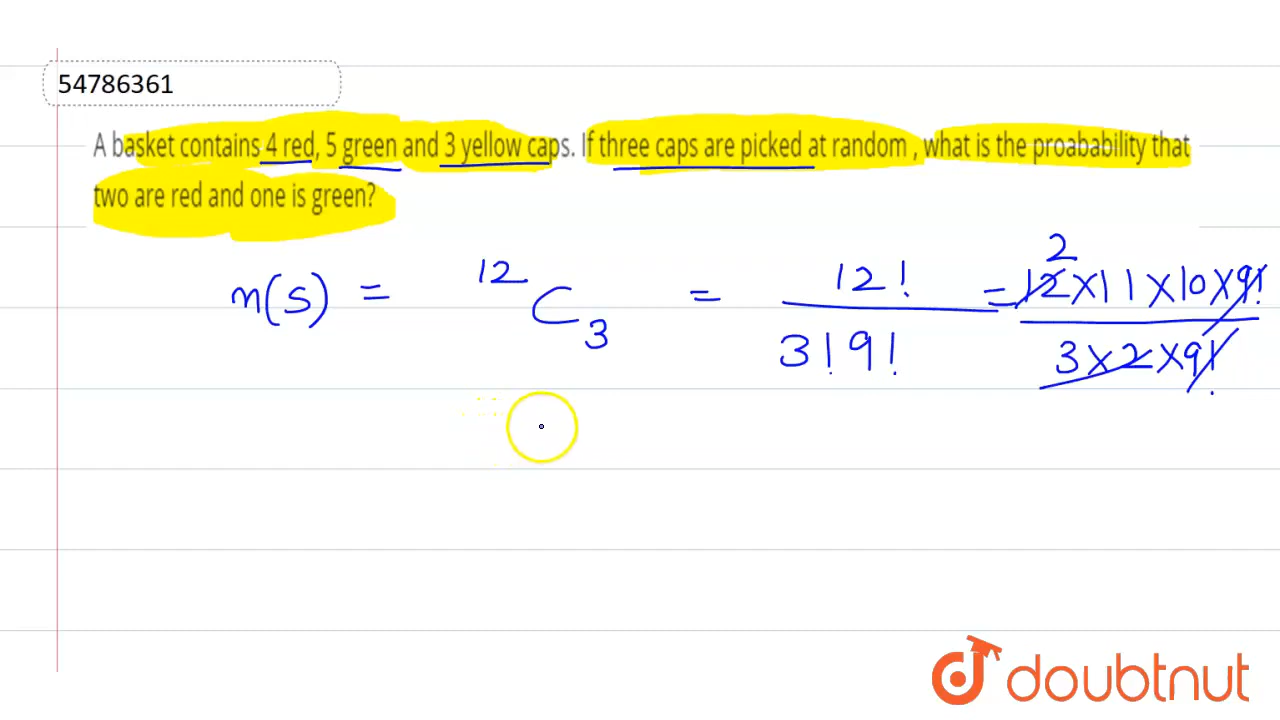 54786361
A basket contains 4 red, 5 green and 3 yellow caps. If three caps are picked at random , what is the proabability that
two are red and one is green?
n(S) = 12C3 = 12! / 3!9! = 2 12×11×10×9! / 3×2×9!
doubtnut